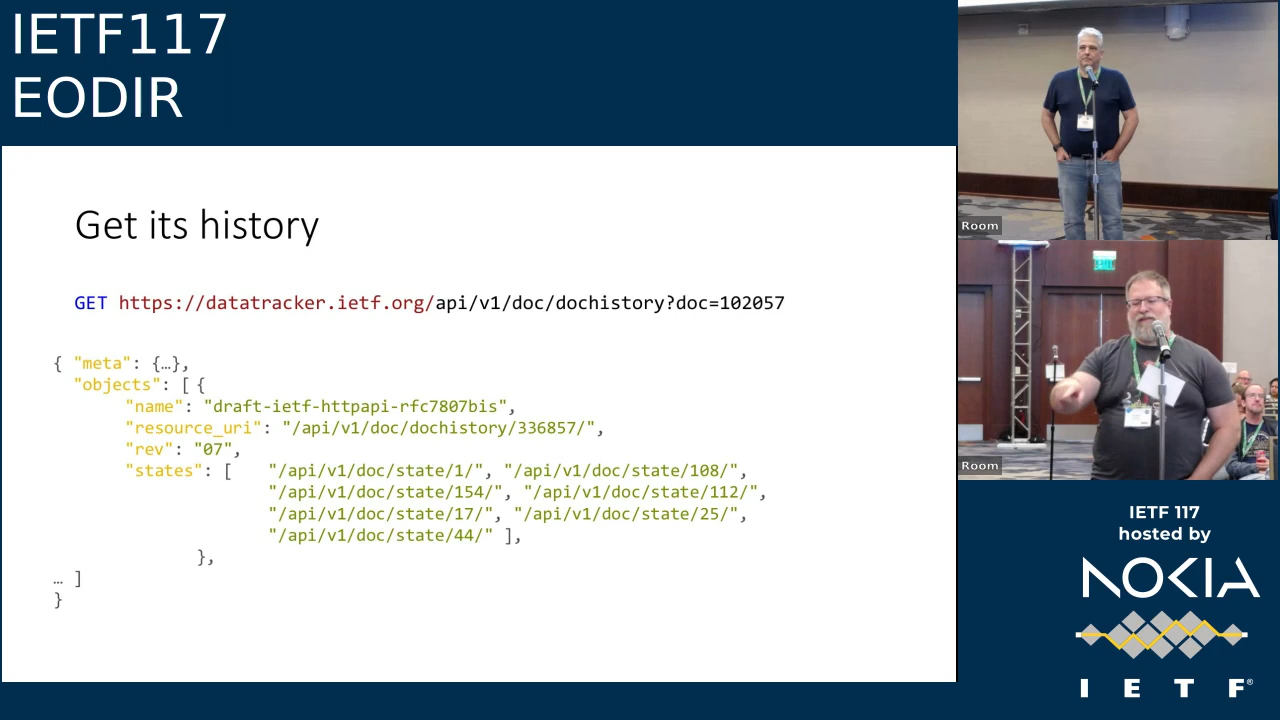 IETF117
EODIR
Get its history
GET https://datatracker.ietf.org/api/v1/doc/dochistory?doc=102057
{ "meta": {…},
"objects": [ {
"name": "draft-ietf-httpapi-rfc7807bis",
"resource_uri": "/api/v1/doc/dochistory/336857/",
"rev": "07",
"states": [ "/api/v1/doc/state/1/", "/api/v1/doc/state/108/",
"/api/v1/doc/state/154/", "/api/v1/doc/state/112/",
"/api/v1/doc/state/17/", "/api/v1/doc/state/25/",
"/api/v1/doc/state/44/" ],
},
… ]
}
Room
Room
IETF 117
hosted by
NOKIA
I E T F®